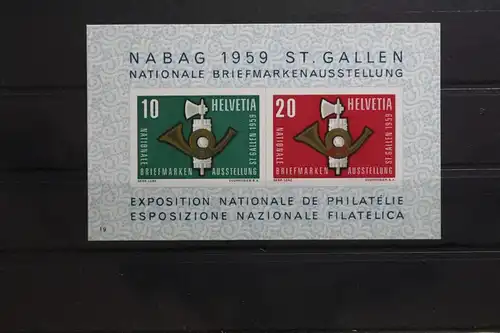 NABAG 1959 ST. GALLEN
NATIONALE BRIEFMARKENAUSSTELLUNG
10 HELVETIA
NATIONALE
BRIEFMARKEN AUSSTELLUNG
ST.GALLEN 1959
20 HELVETIA
NATIONALE
BRIEFMARKEN AUSSTELLUNG
ST.GALLEN 1959
EXPOSITION NATIONALE DE PHILATÉLIE
ESPOSIZIONE NAZIONALE FILATELICA